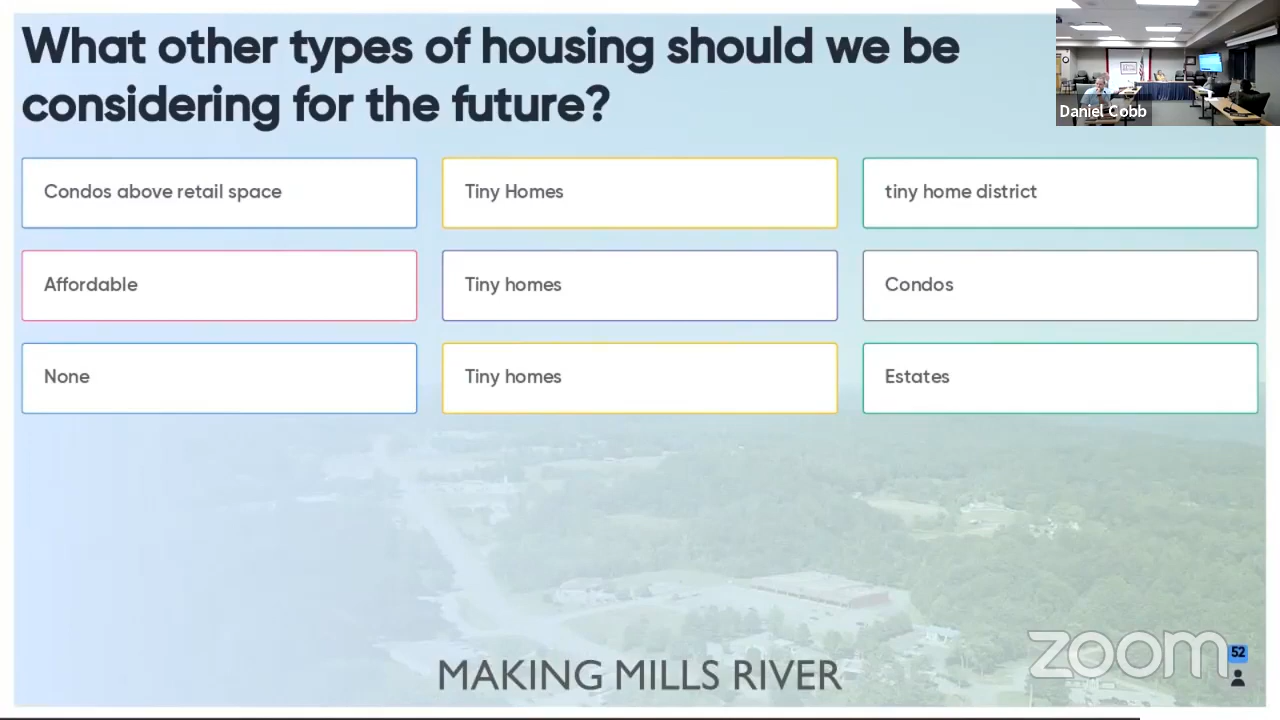 What other types of housing should we be
considering for the future?
Daniel Cobb
Condos above retail space
Tiny Homes
tiny home district
Affordable
Tiny homes
Condos
None
Tiny homes
Estates
MAKING MILLS RIVER
zoom
52